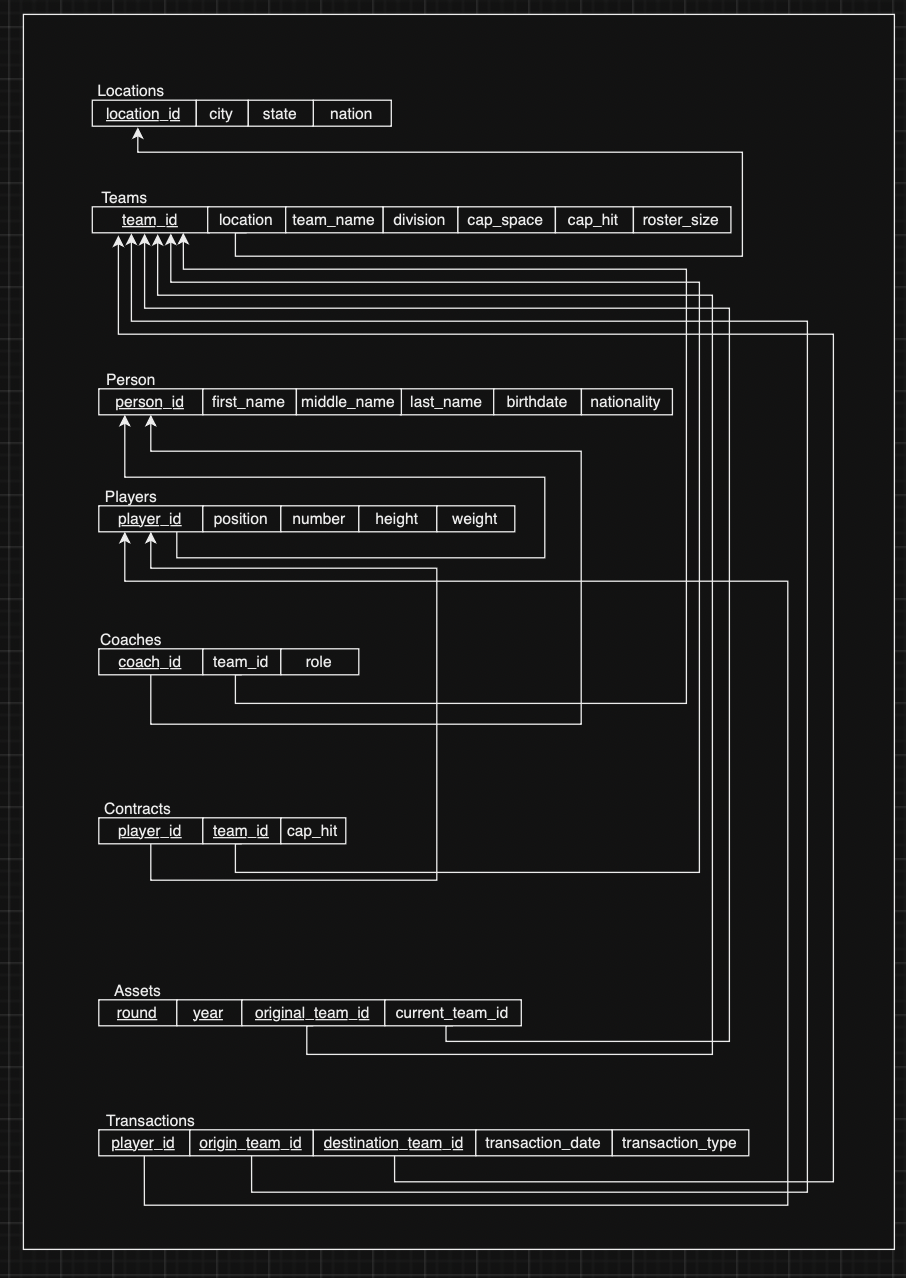 Locations
location_id city state nation
Teams
team_id location team_name division cap_space cap_hit roster_size
Person
person_id first_name middle_name last_name birthdate nationality
Players
player_id position number height weight
Coaches
coach_id team_id role
Contracts
player_id team_id cap_hit
Assets
round year original_team_id current_team_id
Transactions
player_id origin_team_id destination_team_id transaction_date transaction_type